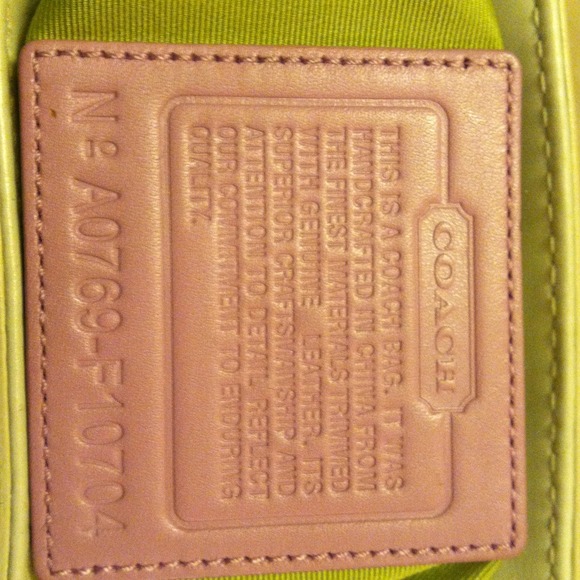 COACH
THIS IS A COACH BAG. IT WAS
HANDCRAFTED IN CHINA FROM
THE FINEST MATERIALS TRIMMED
WITH GENUINE LEATHER. ITS
SUPERIOR CRAFTSMANSHIP AND
ATTENTION TO DETAIL REFLECT
OUR COMMITMENT TO ENDURING
QUALITY.
Nº A0769-F10704